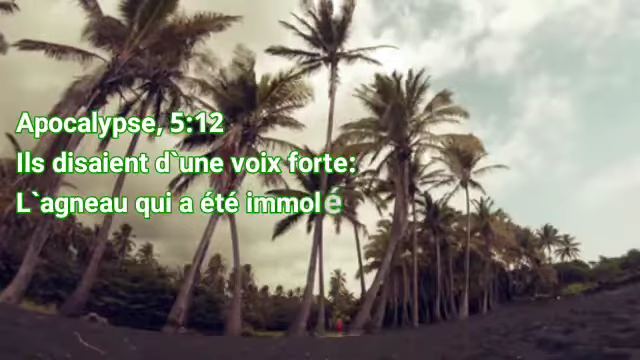 Apocalypse, 5:12
Ils disaient d`une voix forte:
L`agneau qui a été immolé